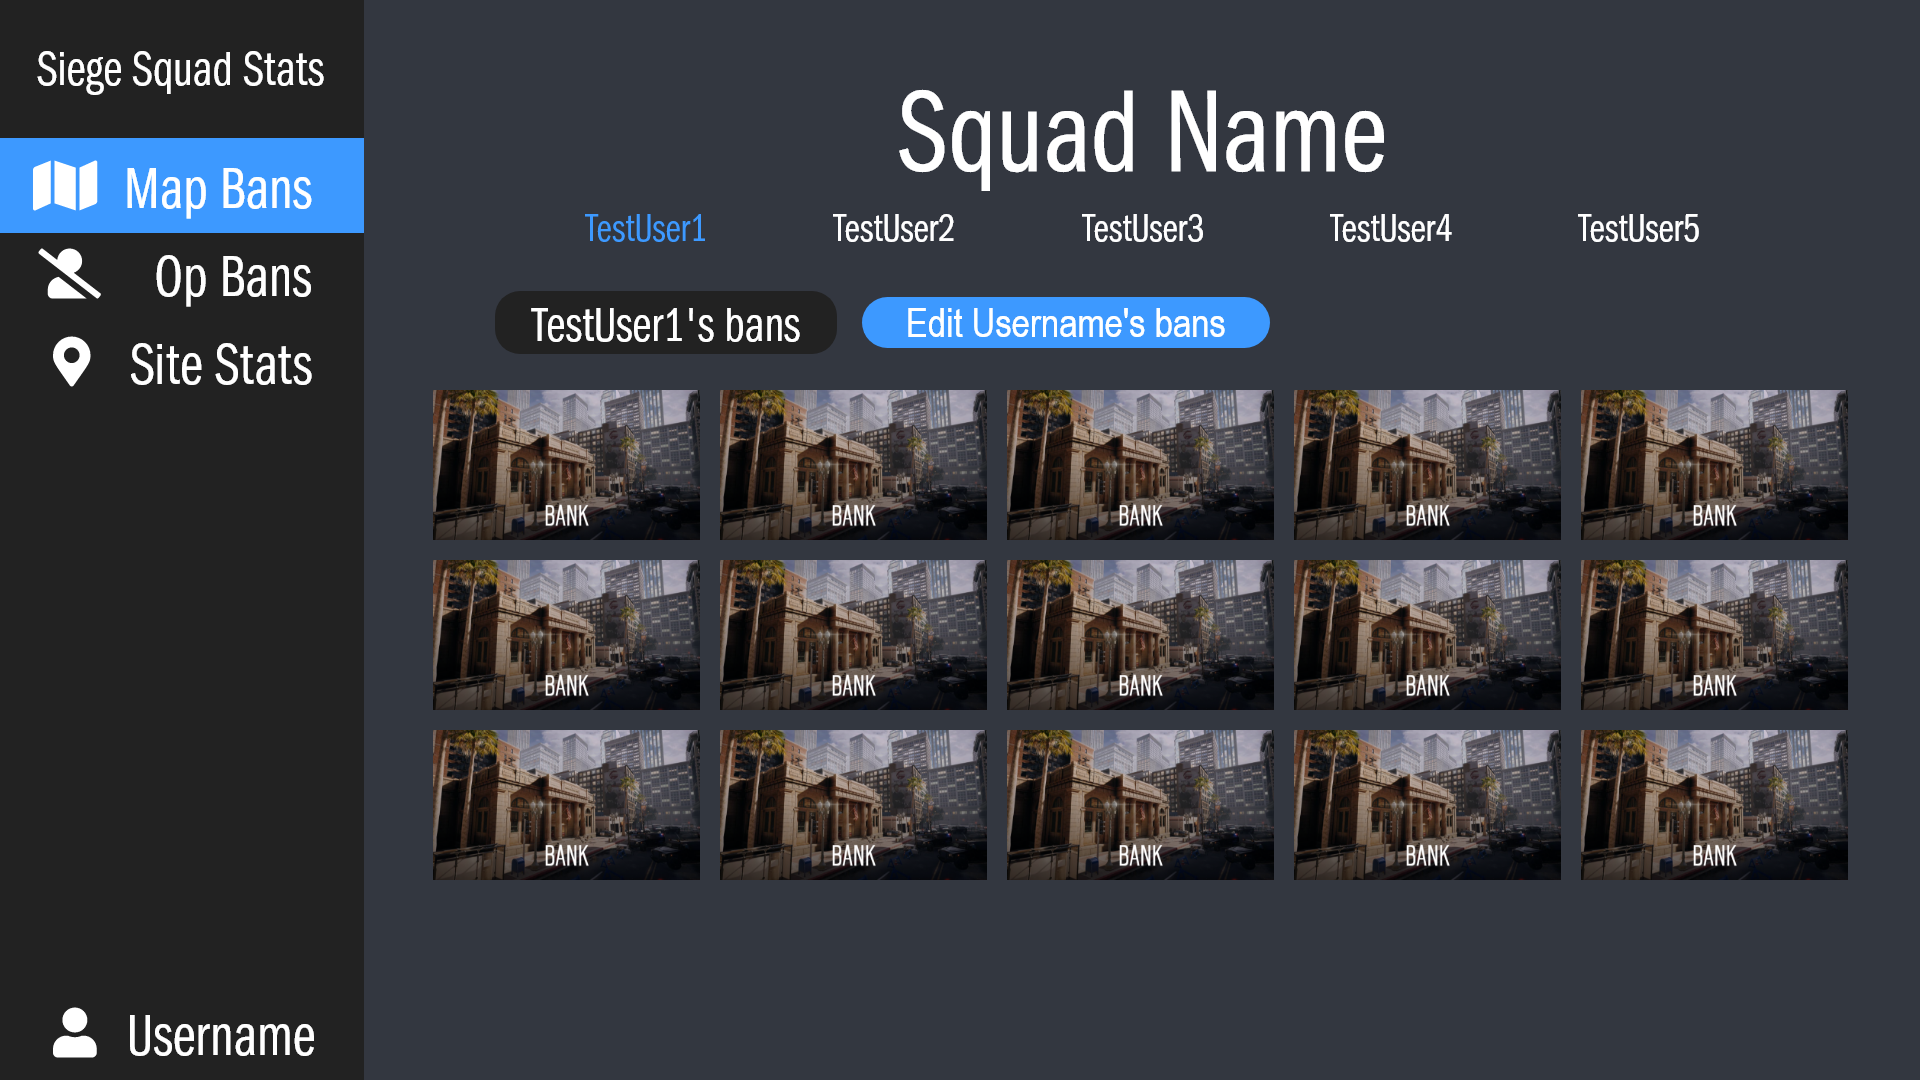 Siege Squad Stats
Map Bans
Op Bans
Site Stats
Username
Squad Name
TestUser1 TestUser2 TestUser3 TestUser4 TestUser5
TestUser1's bans Edit Username's bans
BANK BANK BANK BANK BANK
BANK BANK BANK BANK BANK
BANK BANK BANK BANK BANK